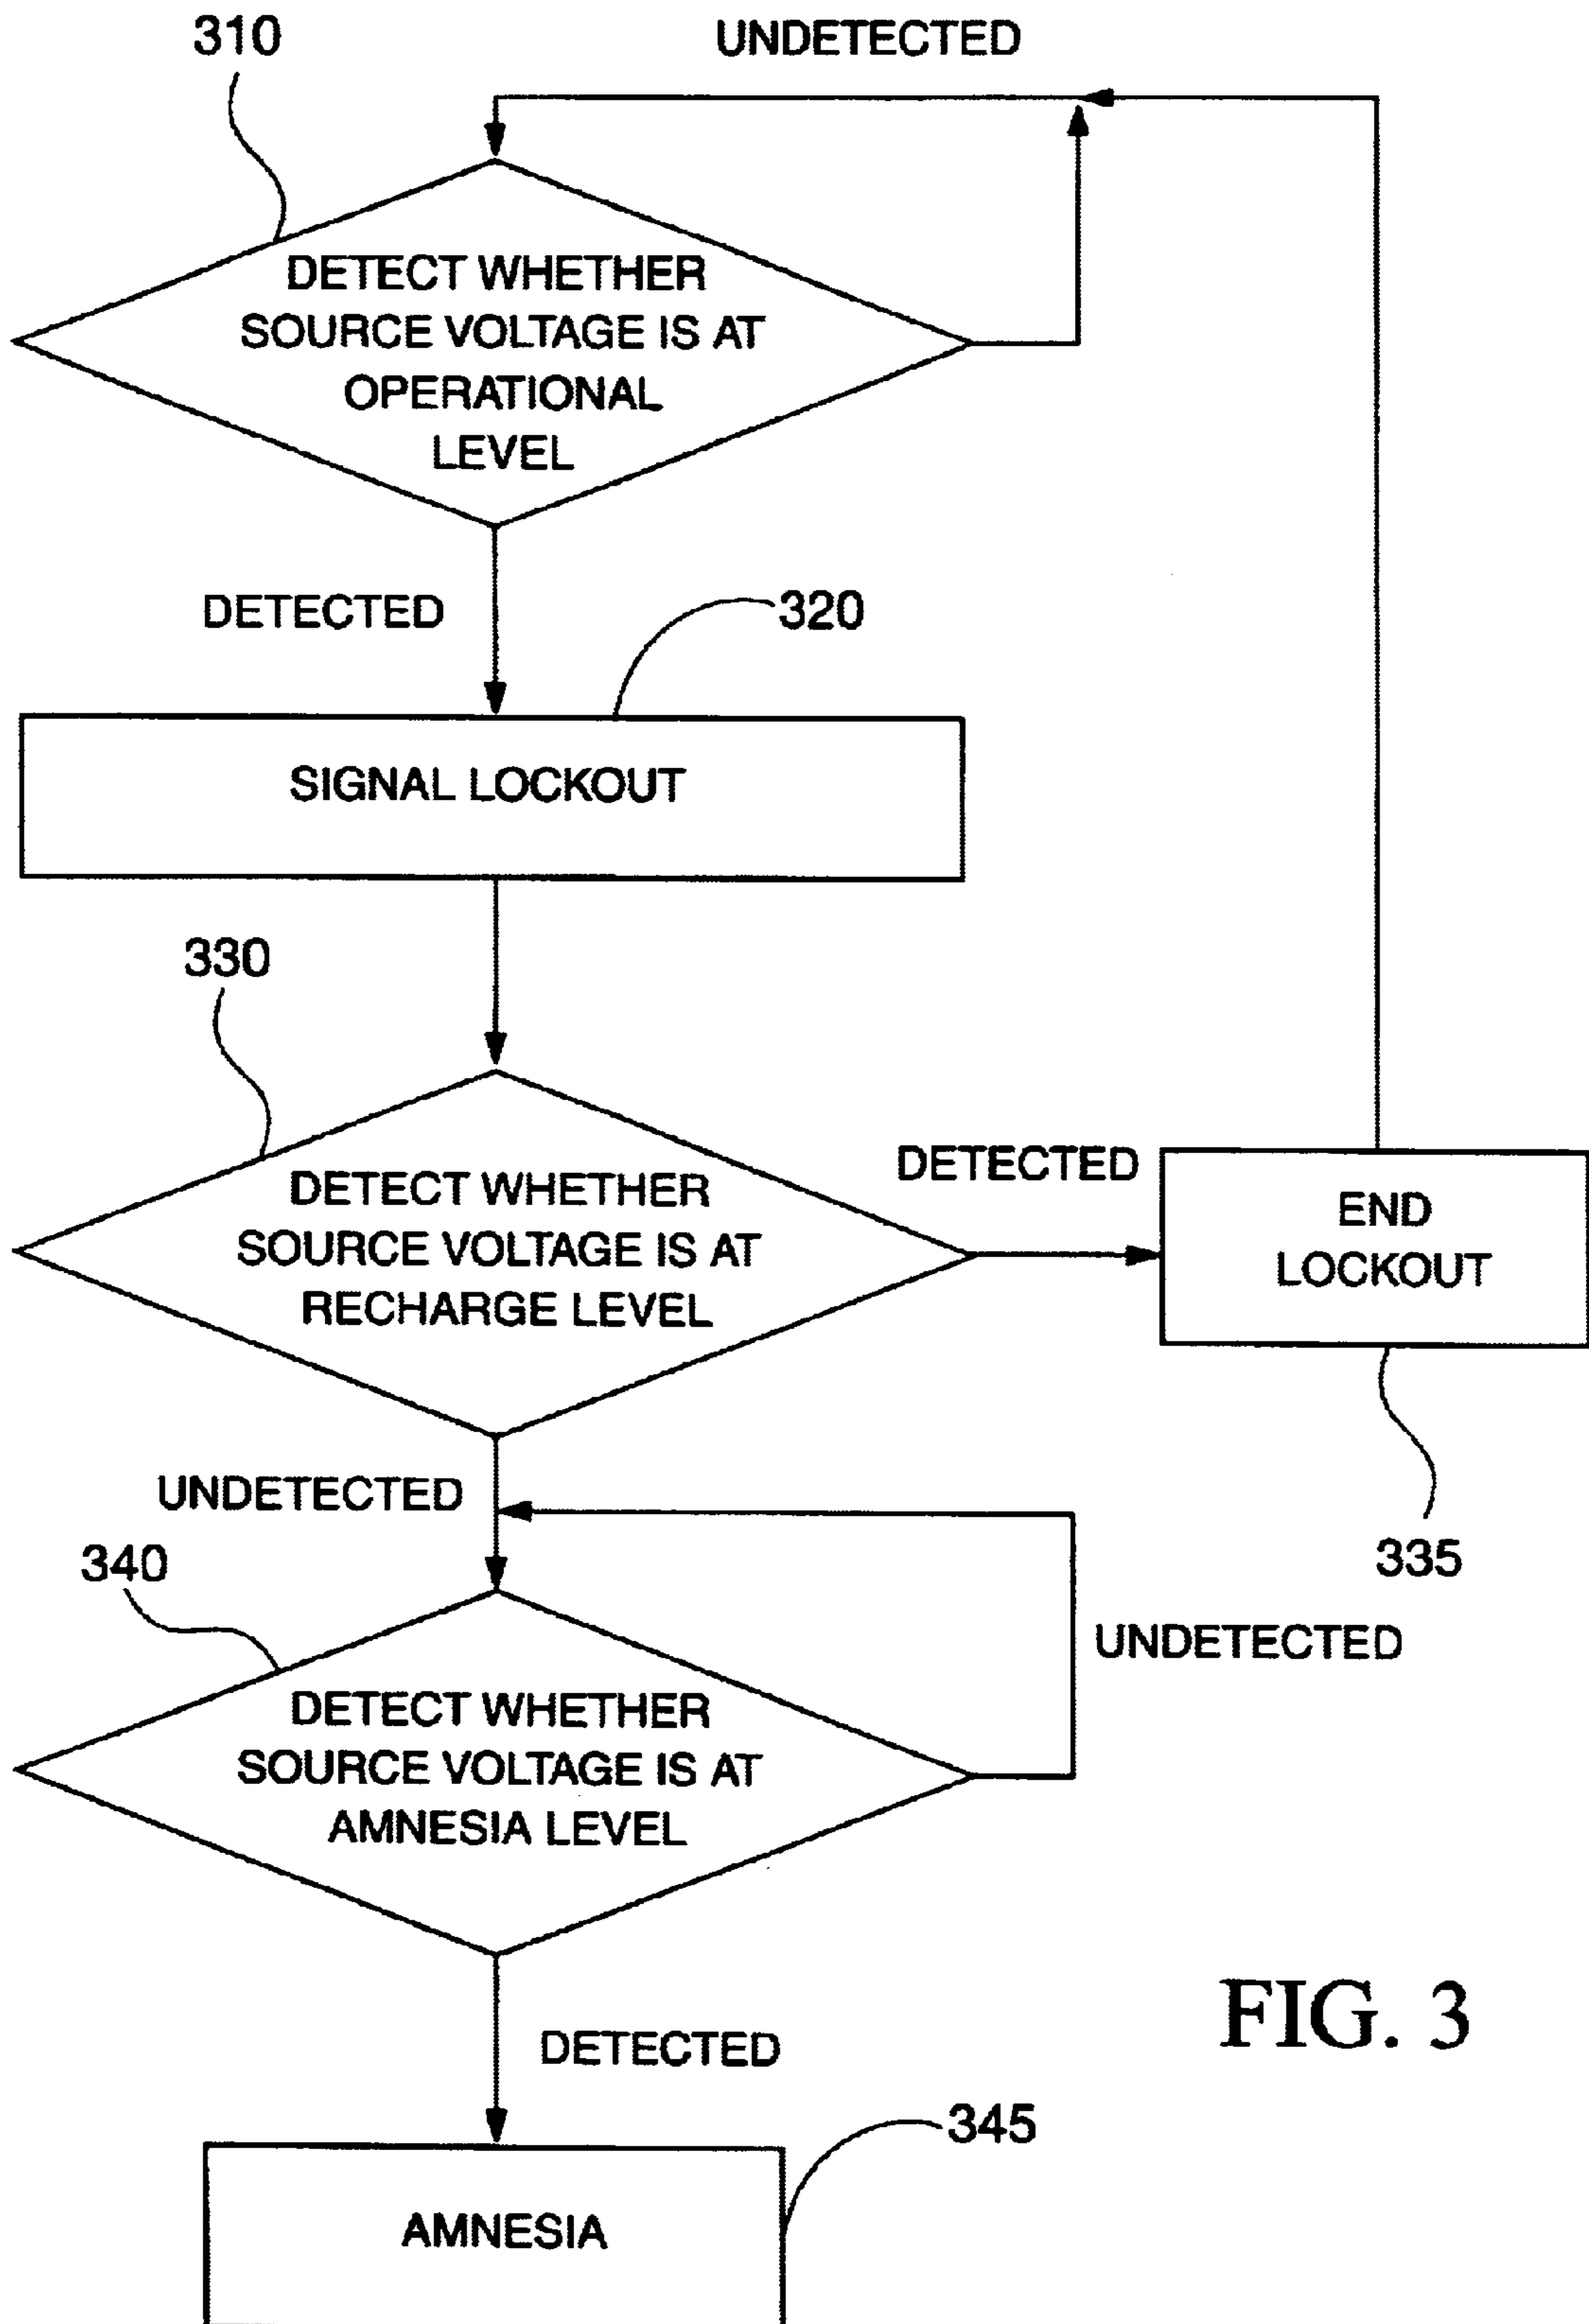 310
UNDETECTED
DETECT WHETHER
SOURCE VOLTAGE IS AT
OPERATIONAL
LEVEL
DETECTED
320
SIGNAL LOCKOUT
330
DETECT WHETHER
SOURCE VOLTAGE IS AT
RECHARGE LEVEL
DETECTED
END
LOCKOUT
335
UNDETECTED
340
UNDETECTED
DETECT WHETHER
SOURCE VOLTAGE IS AT
AMNESIA LEVEL
DETECTED
345
AMNESIA
FIG. 3